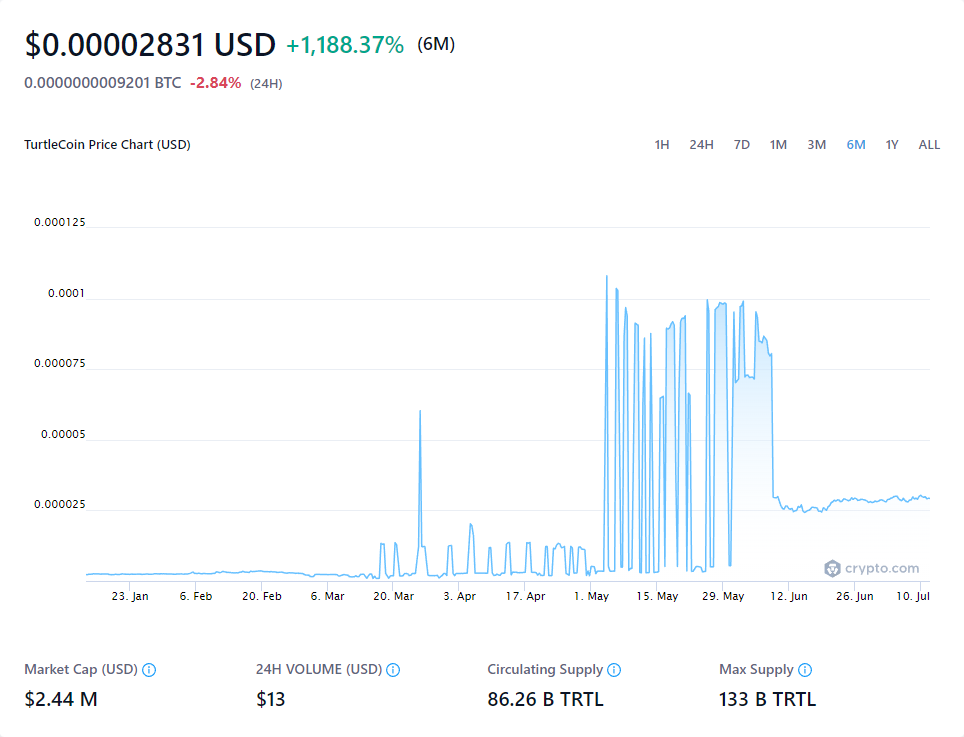 $0.00002831 USD +1,188.37% (6M)
0.0000000009201 BTC -2.84% (24H)
TurtleCoin Price Chart (USD) 1H 24H 7D 1M 3M 6M 1Y ALL
0.000125
0.0001
0.000075
0.00005
0.000025
crypto.com
23. Jan 6. Feb 20. Feb 6. Mar 20. Mar 3. Apr 17. Apr 1. May 15. May 29. May 12. Jun 26. Jun 10. Jul
Market Cap (USD) 24H VOLUME (USD) Circulating Supply Max Supply
$2.44 M $13 86.26 B TRTL 133 B TRTL